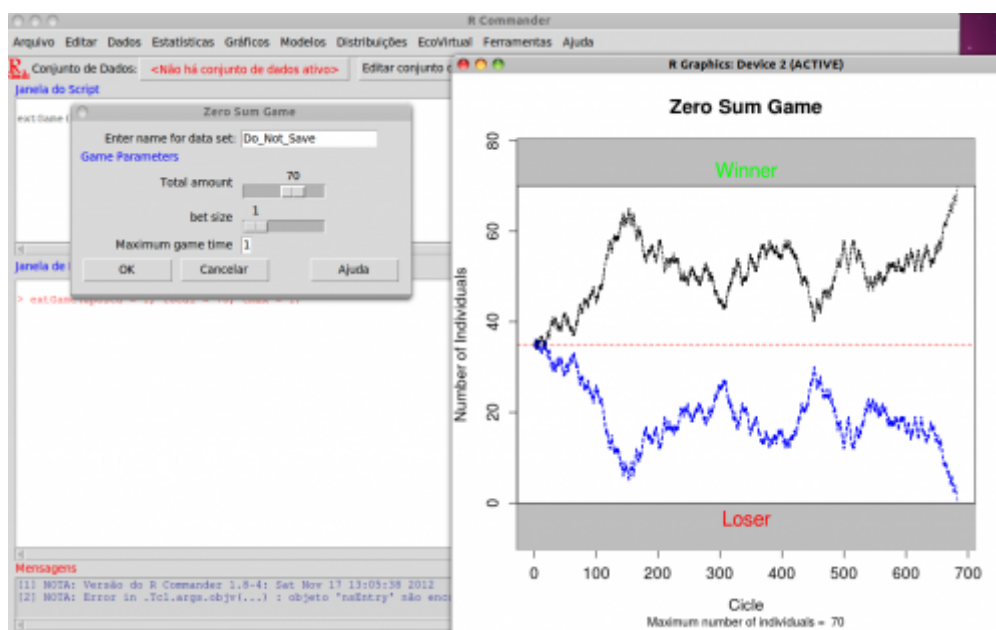 R Commander
Arquivo Editar Dados Estatísticas Gráficos Modelos Distribuições EcoVirtual Ferramentas Ajuda
Conjunto de Dados: <Não há conjunto de dados ativo> Editar conjunto
Janela do Script
Zero Sum Game
Enter name for data set: Do_Not_Save
Game Parameters
Total amount 70
bet size 1
Maximum game time 1
OK Cancelar Ajuda
Janela de
Mensagens
[1] NOTA: Versão do R Commander 1.8-4: Sat Nov 17 13:05:38 2012
[2] NOTA: Error in .Tcl.args.objv(...) : objeto não
R Graphics: Device 2 (ACTIVE)
Zero Sum Game
Winner
Loser
Number of Individuals
80
60
40
20
0
0 100 200 300 400 500 600 700
Cicle
Maximum number of individuals = 70